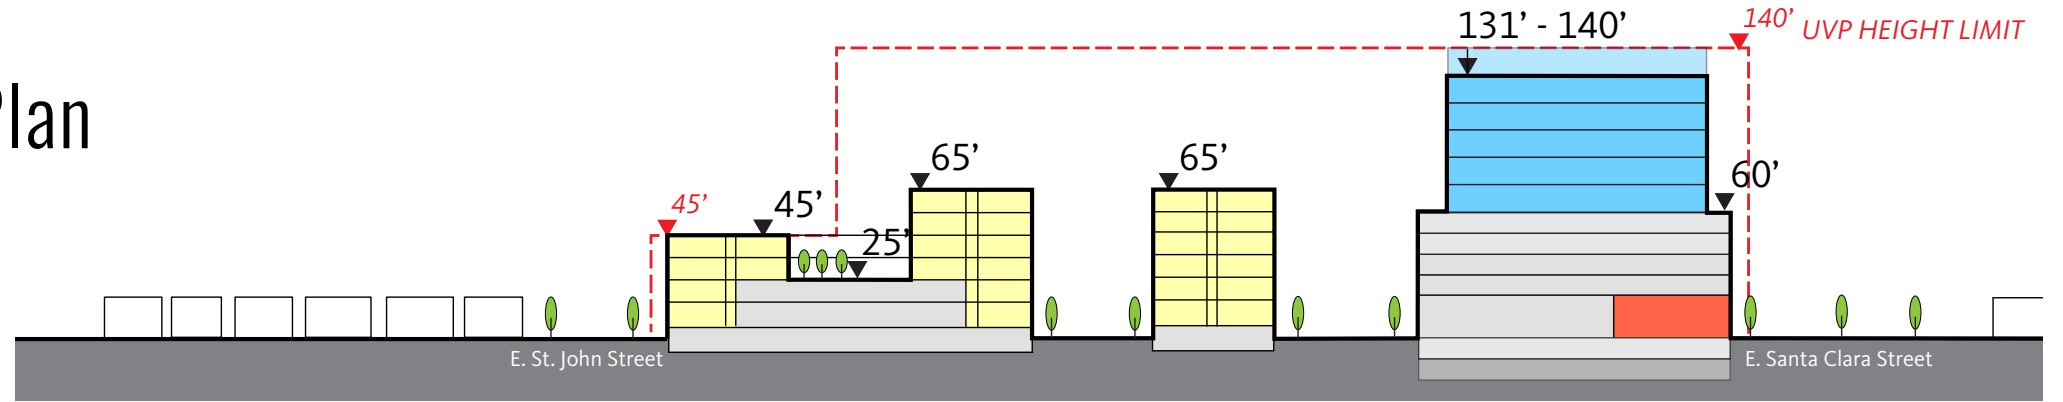 131’ - 140’
140’ UVP HEIGHT LIMIT
Plan
65’
65’
60’
45’
45’
25’
E. St. John Street
E. Santa Clara Street